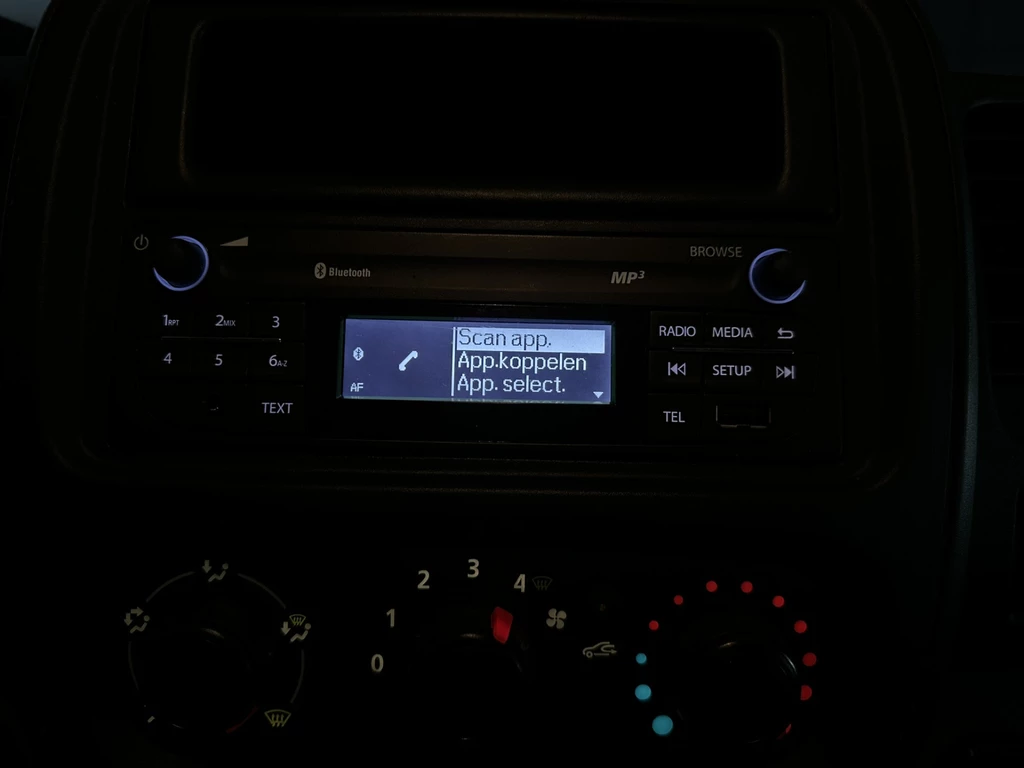 BROWSE
Bluetooth
MP3
1RPT 2MIX 3
4 5 6A-Z
TEXT
Scan app.
App.koppelen
App. select.
AF
RADIO MEDIA
SETUP
TEL
0 1 2 3 4